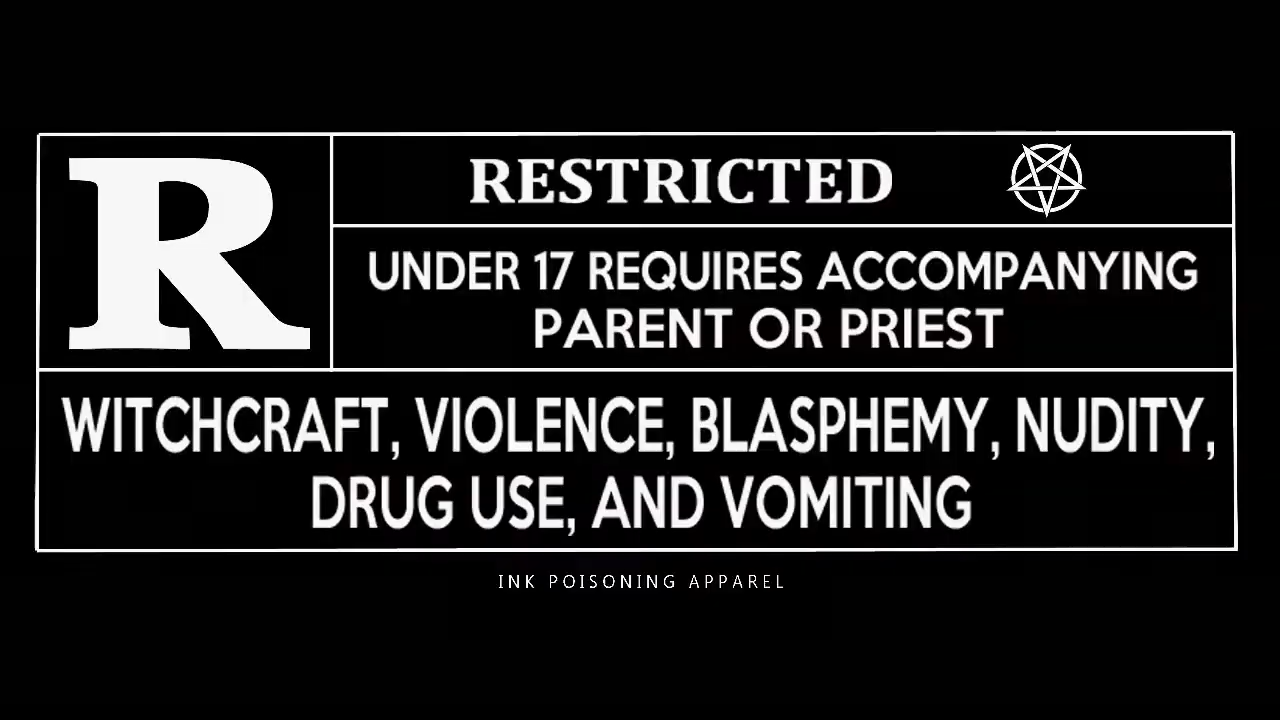 R
RESTRICTED
UNDER 17 REQUIRES ACCOMPANYING
PARENT OR PRIEST
WITCHCRAFT, VIOLENCE, BLASPHEMY, NUDITY,
DRUG USE, AND VOMITING
INK POISONING APPAREL